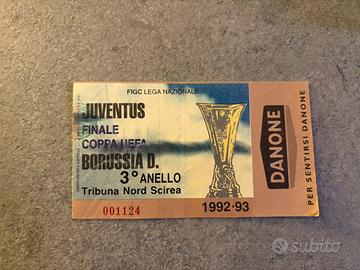 FIGC LEGA NAZIONALE
JUVENTUS
FINALE
COPPA UEFA
BORUSSIA D.
3° ANELLO
Tribuna Nord Scirea
001124
1992-93
DANONE
PER SENTIRSI DANONE
subito